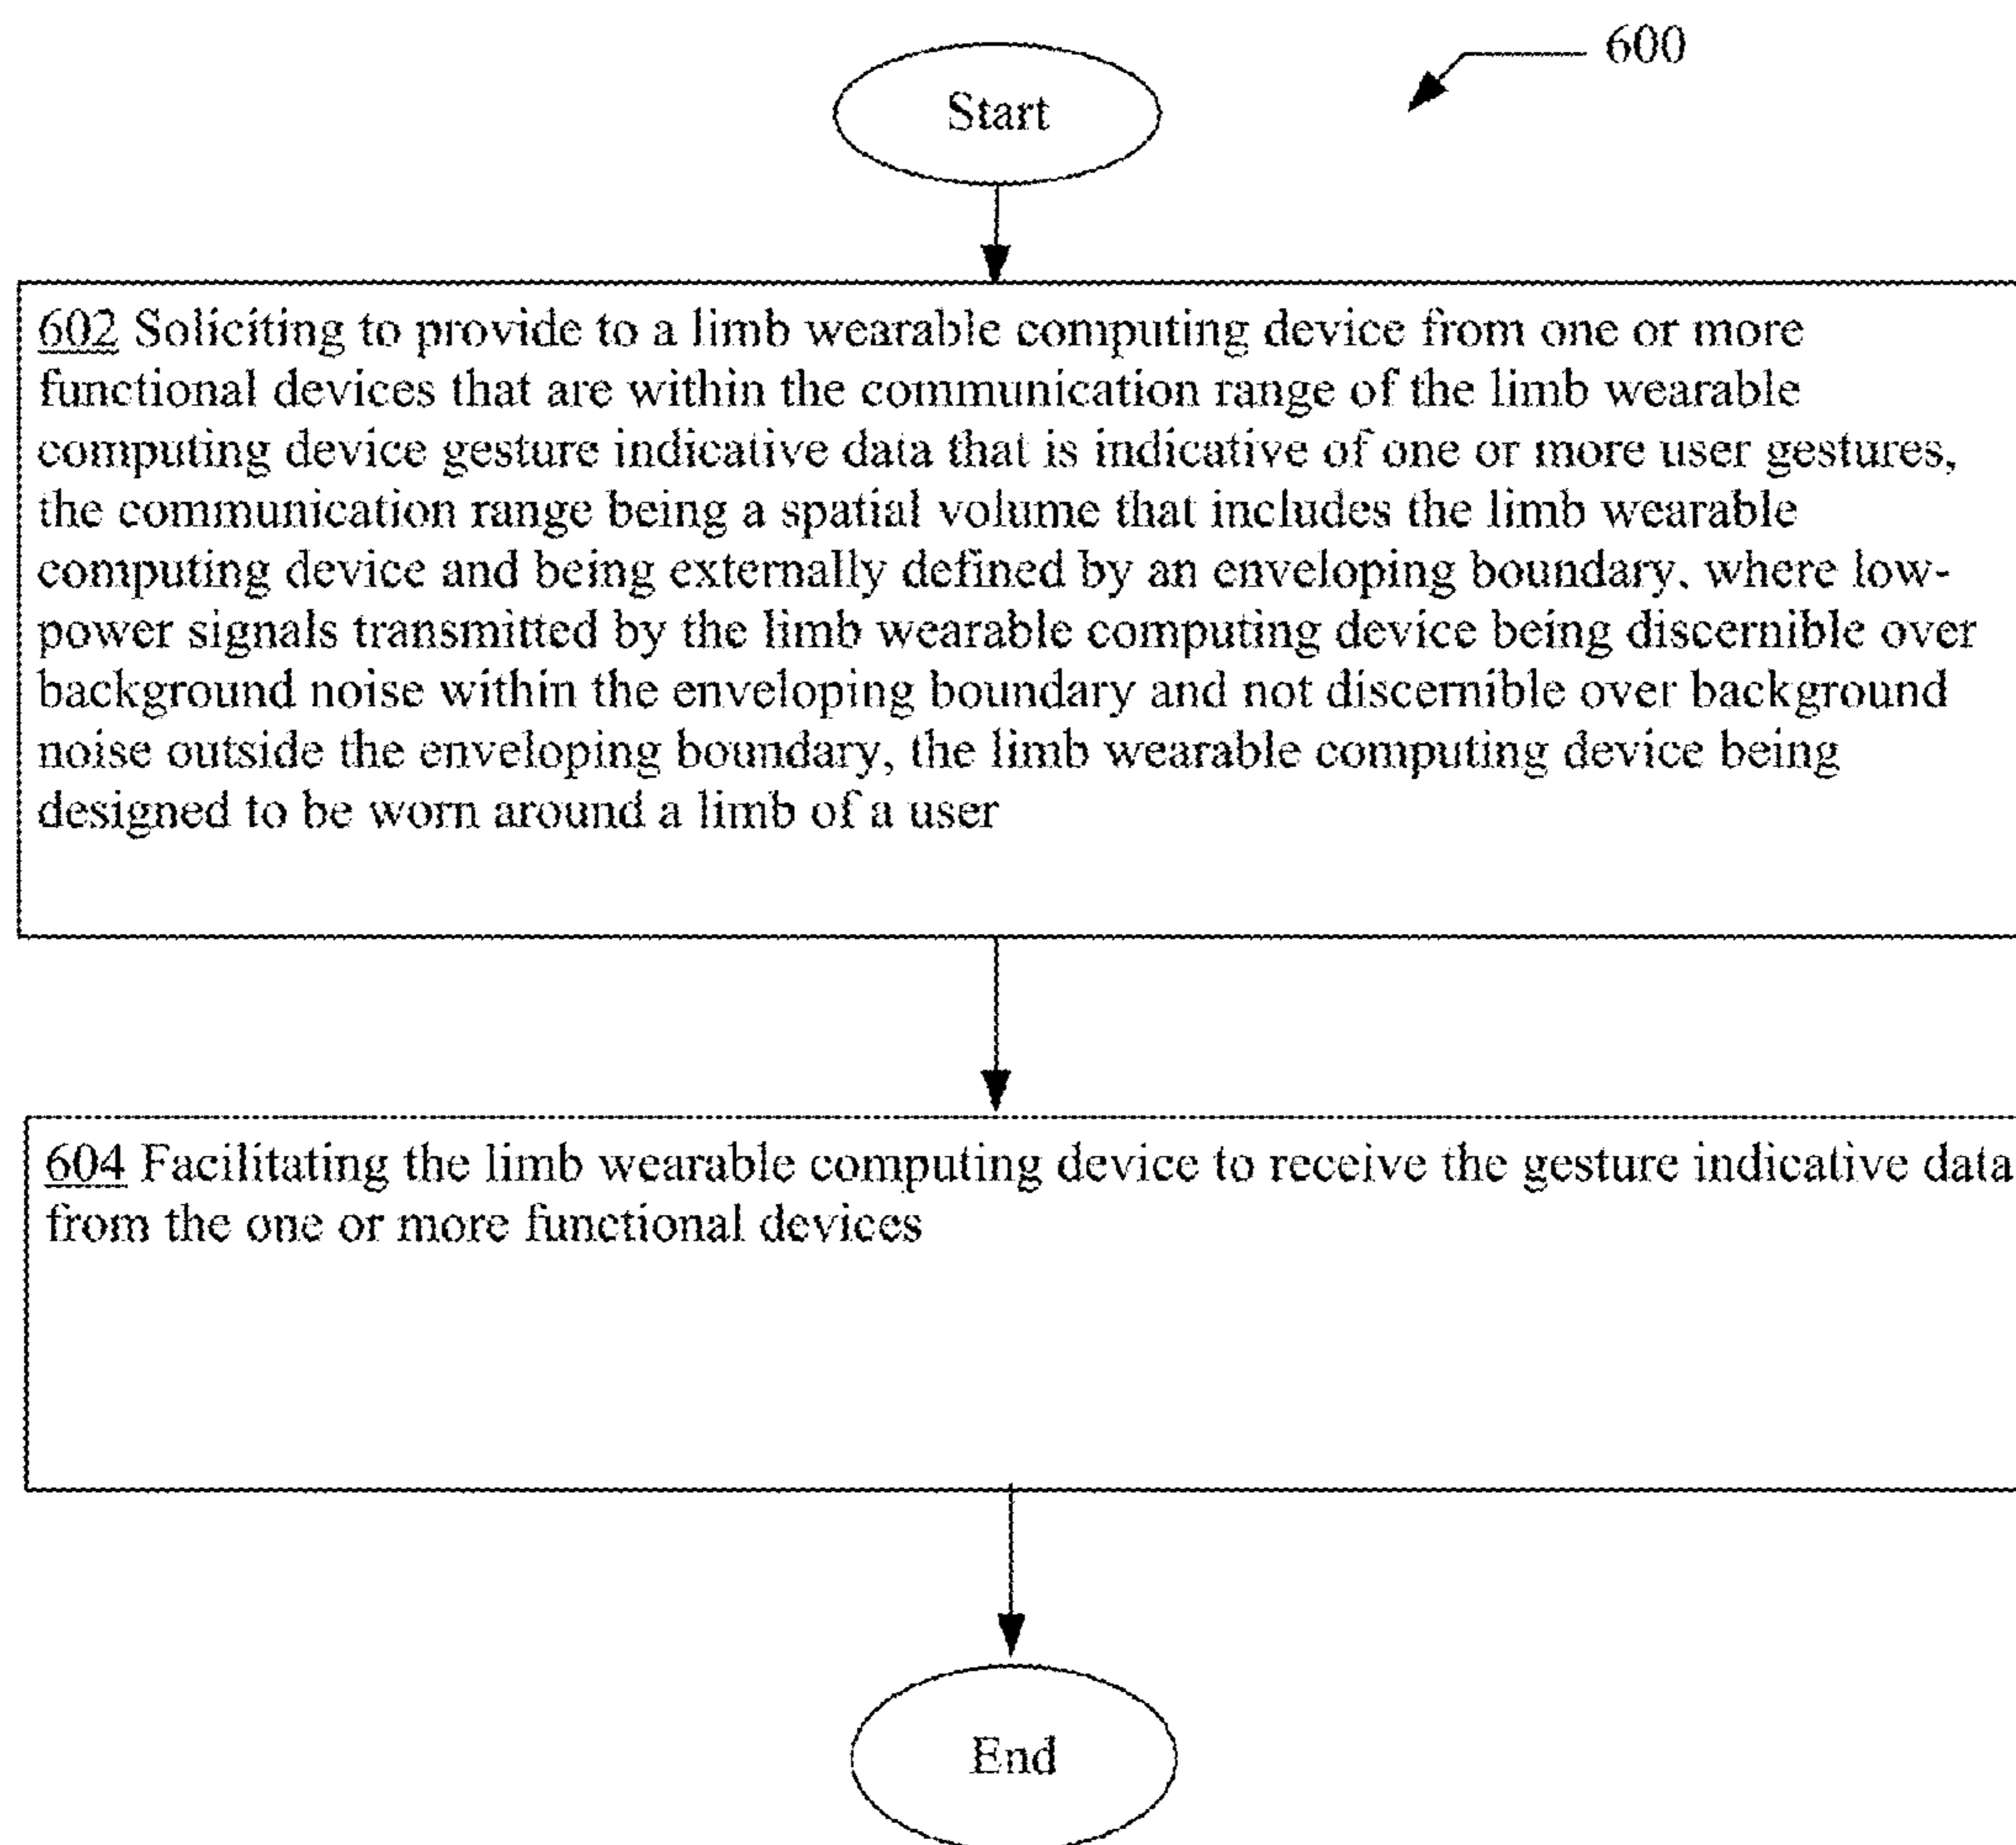 600
Start
602 Soliciting to provide to a limb wearable computing device from one or more
functional devices that are within the communication range of the limb wearable
computing device gesture indicative data that is indicative of one or more user gestures,
the communication range being a spatial volume that includes the limb wearable
computing device and being externally defined by an enveloping boundary, where low-
power signals transmitted by the limb wearable computing device being discernible over
background noise within the enveloping boundary and not discernible over background
noise outside the enveloping boundary, the limb wearable computing device being
designed to be worn around a limb of a user
604 Facilitating the limb wearable computing device to receive the gesture indicative data
from the one or more functional devices
End